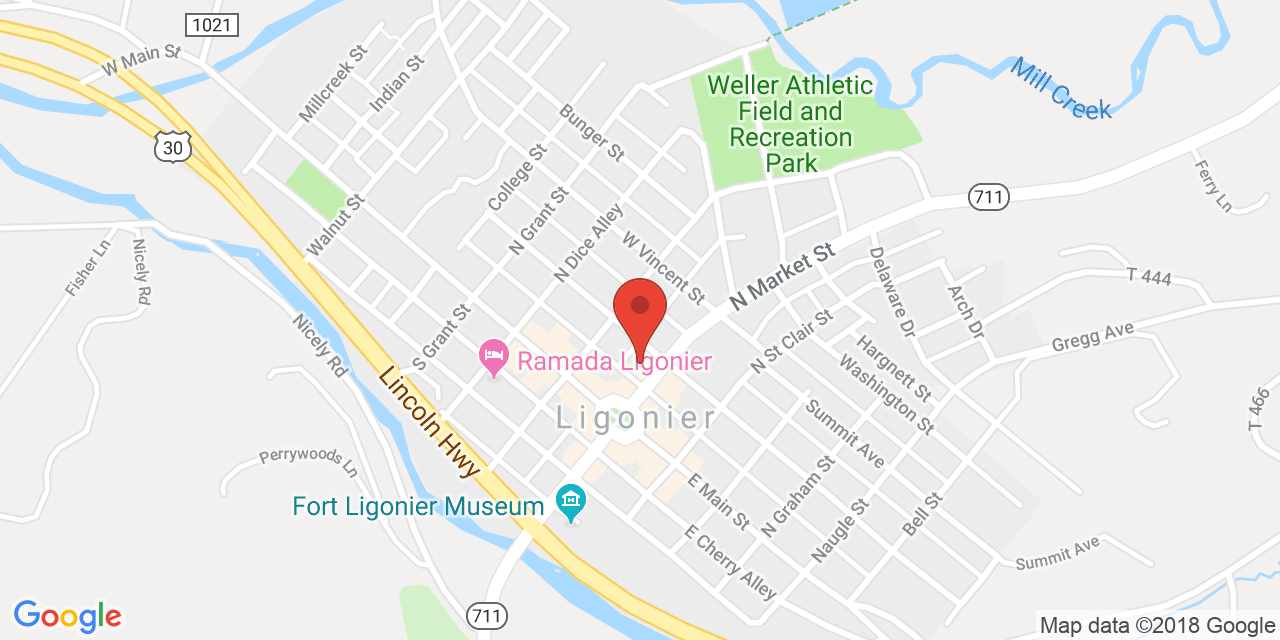 1021
W Main St
Millcreek St
Indian St
30
Weller Athletic
Field and
Recreation
Park
Mill Creek
Bunger St
College St
N Grant St
N Dice Alley
W Vincent St
Walnut St
711
Ferry Ln
Fisher Ln
Nicely Rd
N Market St
Delaware Dr
Arch Dr
T 444
Gregg Ave
Nicely Rd
S Grant St
N St Clair St
Hargnett St
Washington St
Ramada Ligonier
Ligonier
Lincoln Hwy
Summit Ave
T 466
Perrywoods Ln
Fort Ligonier Museum
E Main St
N Graham St
Naugle St
Bell St
E Cherry Alley
Summit Ave
711
Google
Map data ©2018 Google